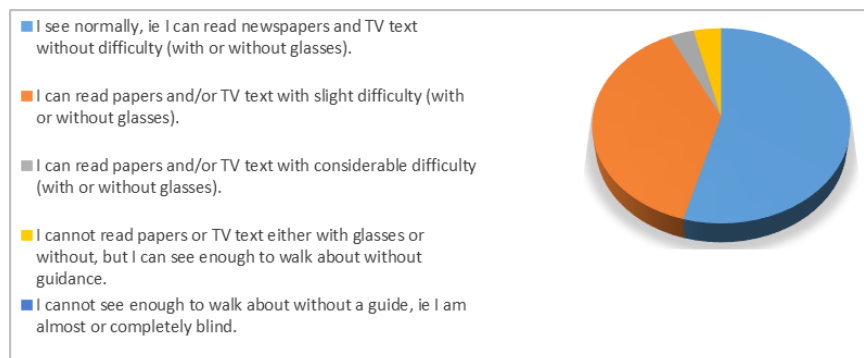 I see normally, ie I can read newspapers and TV text
without difficulty (with or without glasses).
I can read papers and/or TV text with slight difficulty (with
or without glasses).
I can read papers and/or TV text with considerable difficulty
(with or without glasses).
I cannot read papers or TV text either with glasses or
without, but I can see enough to walk about without
guidance.
I cannot see enough to walk about without a guide, ie I am
almost or completely blind.